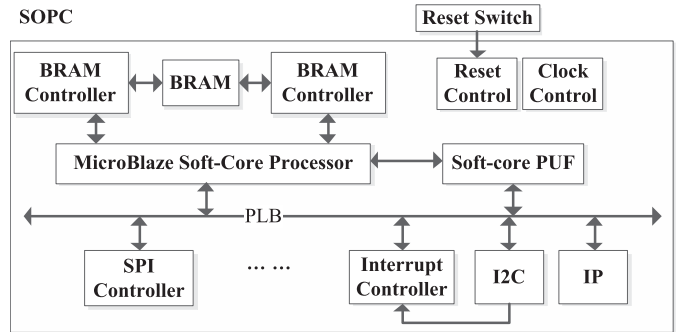 SOPC
Reset Switch
BRAM
Controller
BRAM
BRAM
Controller
Reset
Control
Clock
Control
MicroBlaze Soft-Core Processor
Soft-core PUF
PLB
SPI
Controller
... ...
Interrupt
Controller
I2C
IP